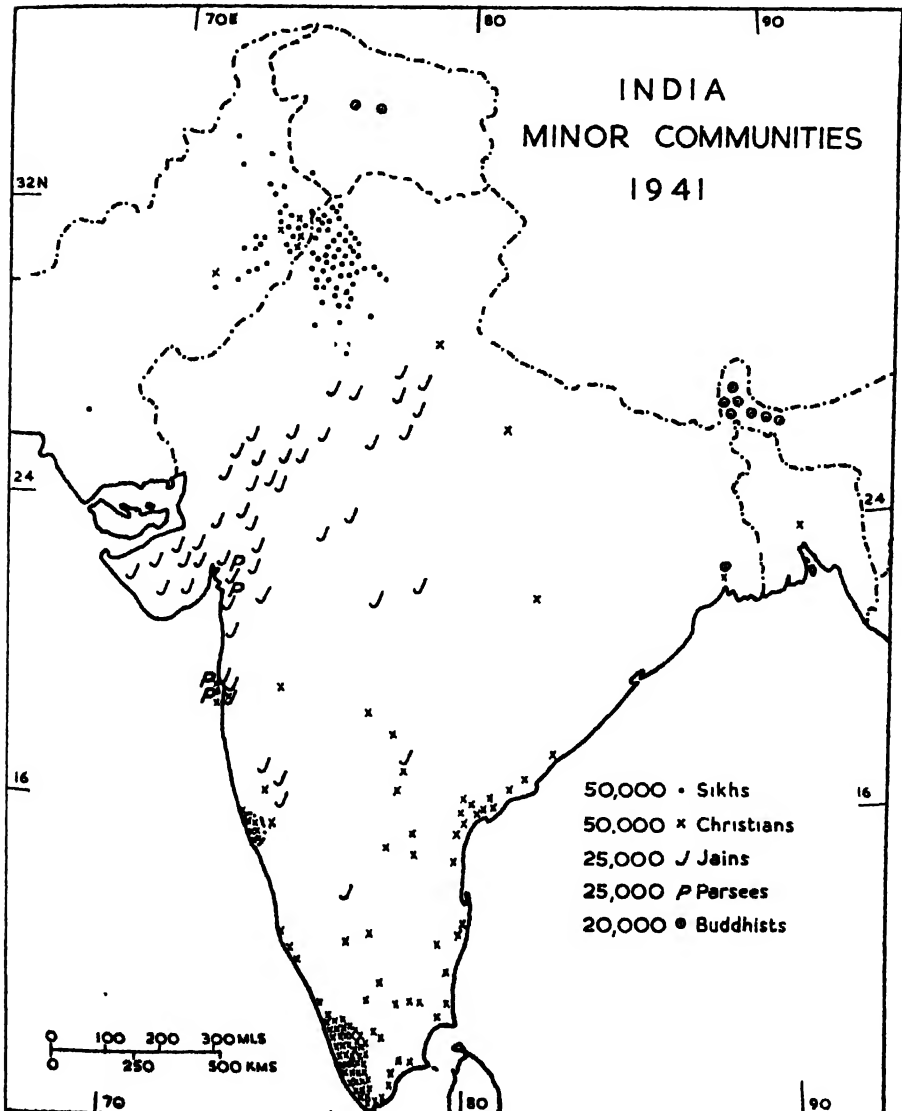 70E 80 90
INDIA
MINOR COMMUNITIES
1941
32N
24 24
16 16
50,000 • Sikhs
50,000 x Christians
25,000 J Jains
25,000 P Parsees
20,000 Buddhists
0 100 200 300 MLS
0 250 500 KMS
70 80 90